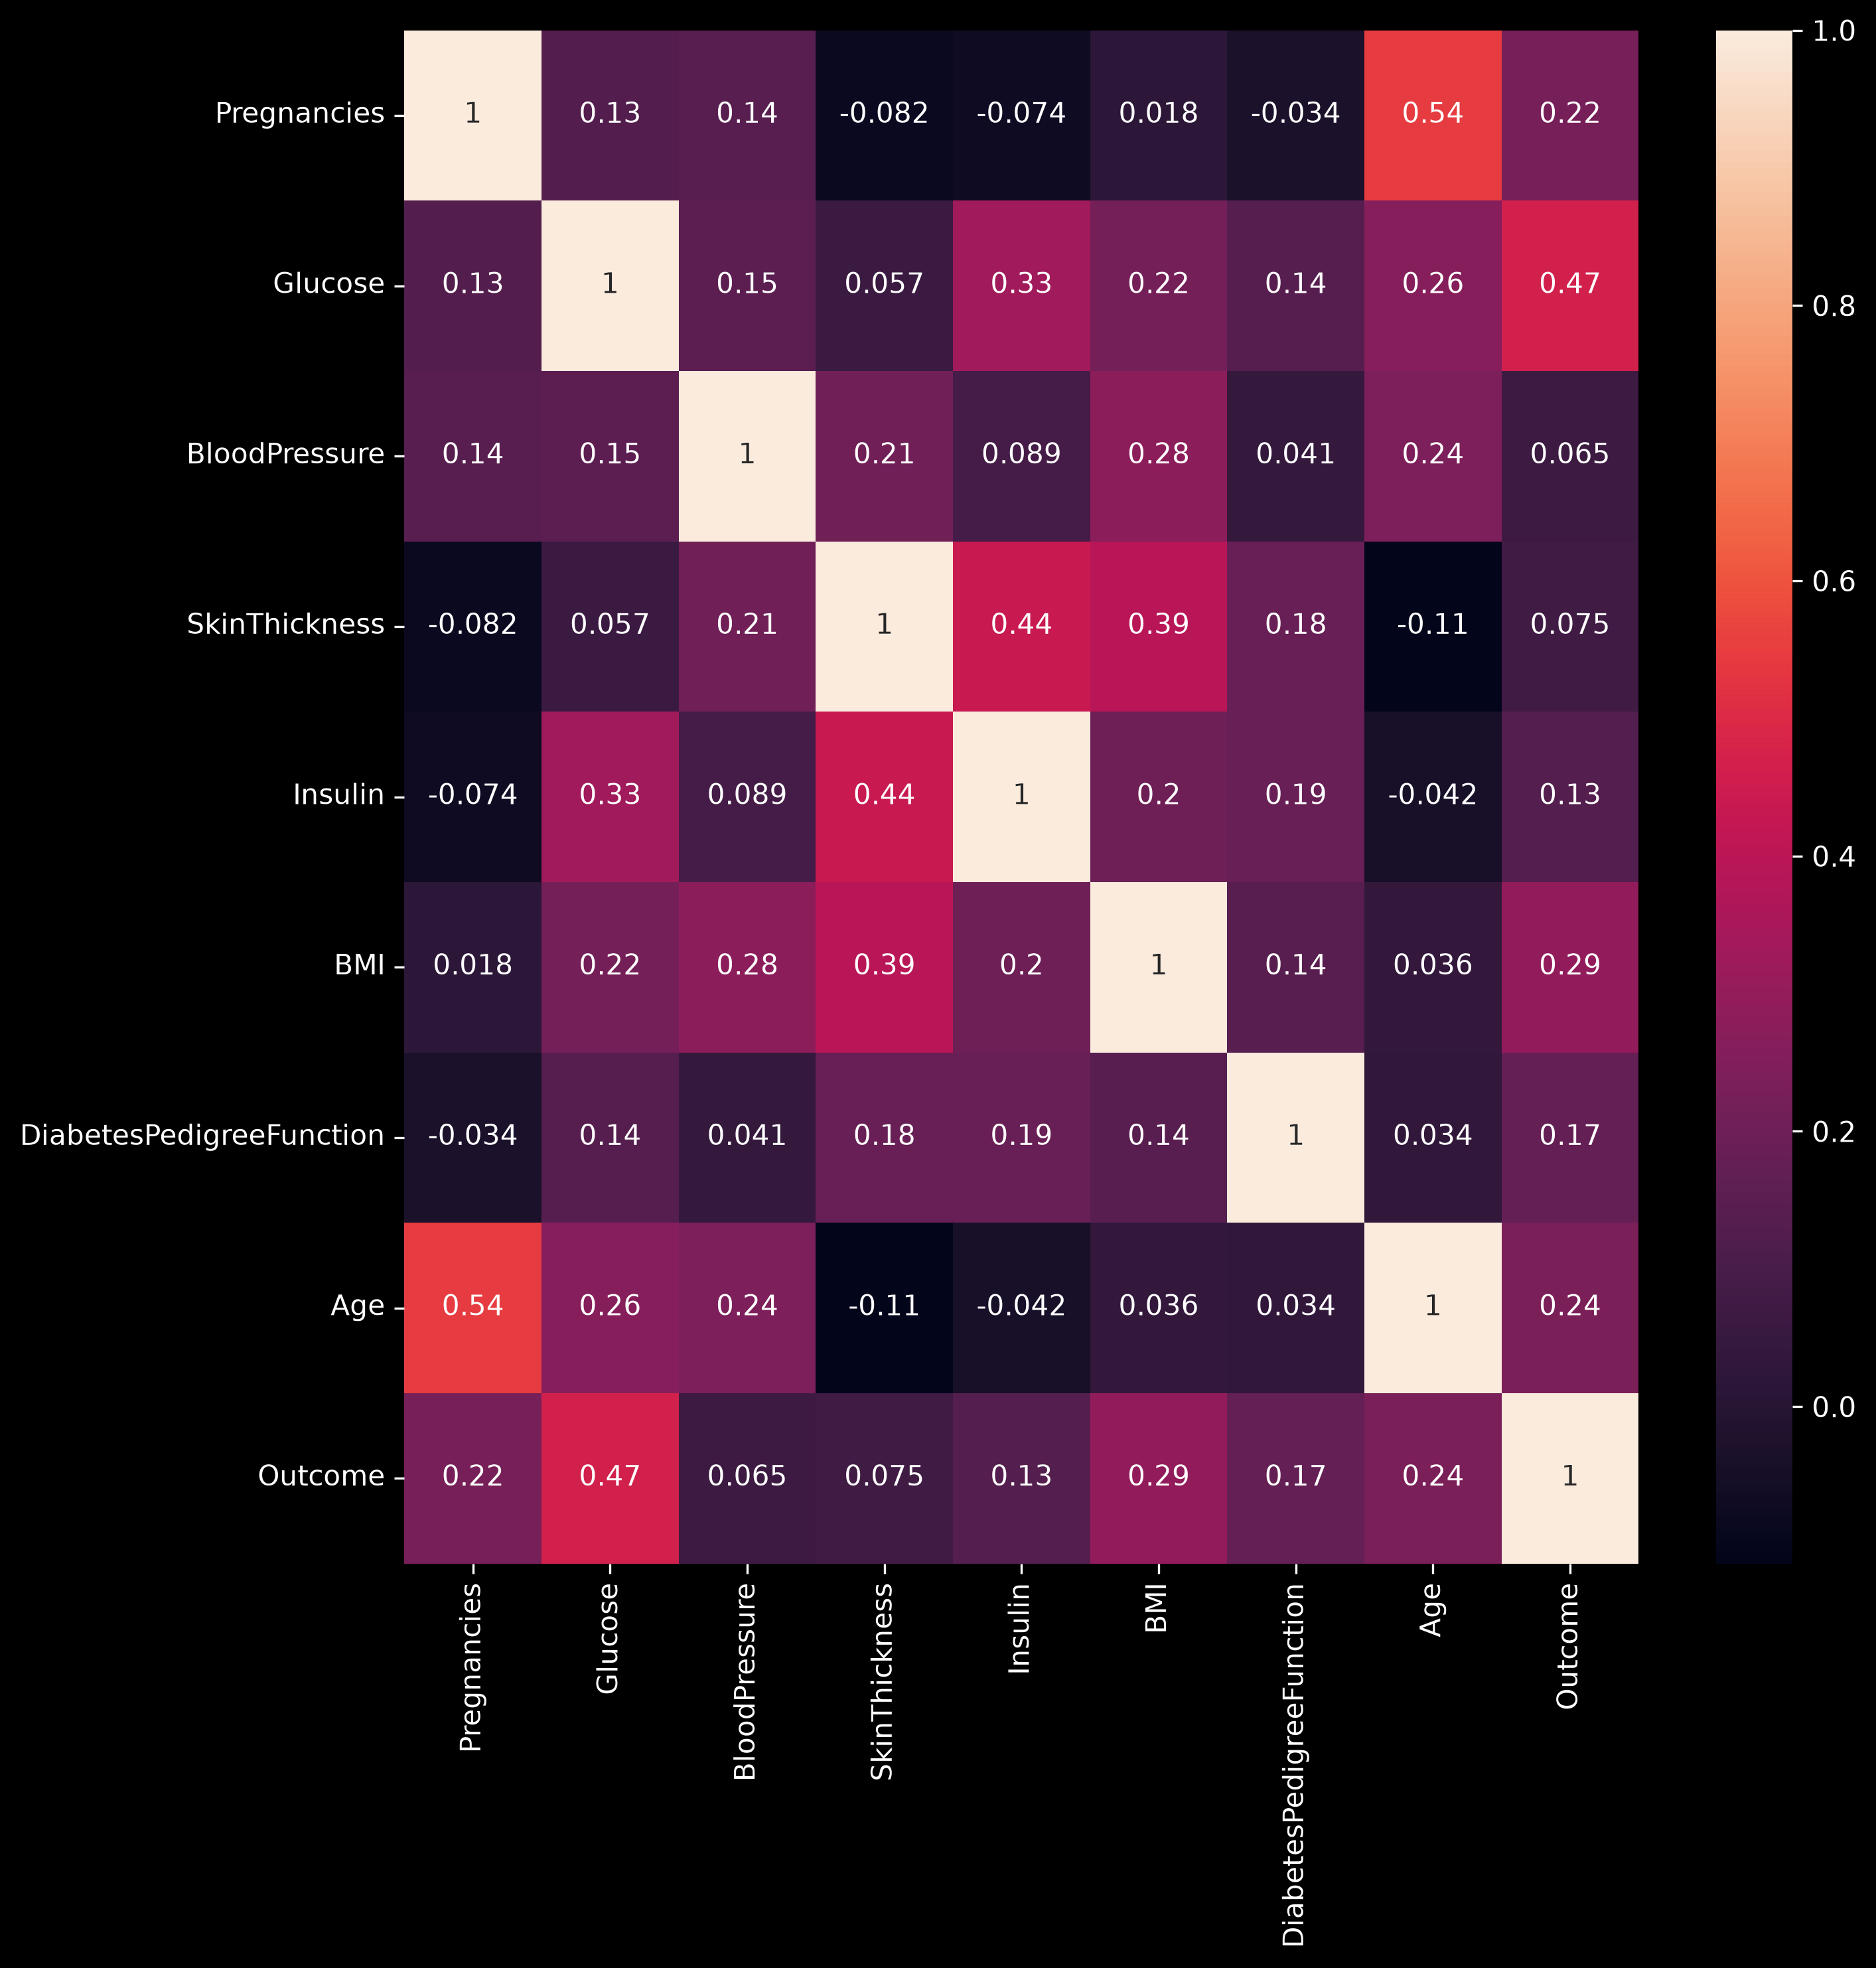 Pregnancies 1 0.13 0.14 -0.082 -0.074 0.018 -0.034 0.54 0.22
Glucose 0.13 1 0.15 0.057 0.33 0.22 0.14 0.26 0.47
BloodPressure 0.14 0.15 1 0.21 0.089 0.28 0.041 0.24 0.065
SkinThickness -0.082 0.057 0.21 1 0.44 0.39 0.18 -0.11 0.075
Insulin -0.074 0.33 0.089 0.44 1 0.2 0.19 -0.042 0.13
BMI 0.018 0.22 0.28 0.39 0.2 1 0.14 0.036 0.29
DiabetesPedigreeFunction -0.034 0.14 0.041 0.18 0.19 0.14 1 0.034 0.17
Age 0.54 0.26 0.24 -0.11 -0.042 0.036 0.034 1 0.24
Outcome 0.22 0.47 0.065 0.075 0.13 0.29 0.17 0.24 1
Pregnancies
Glucose
BloodPressure
SkinThickness
Insulin
BMI
DiabetesPedigreeFunction
Age
Outcome
1.0
0.8
0.6
0.4
0.2
0.0